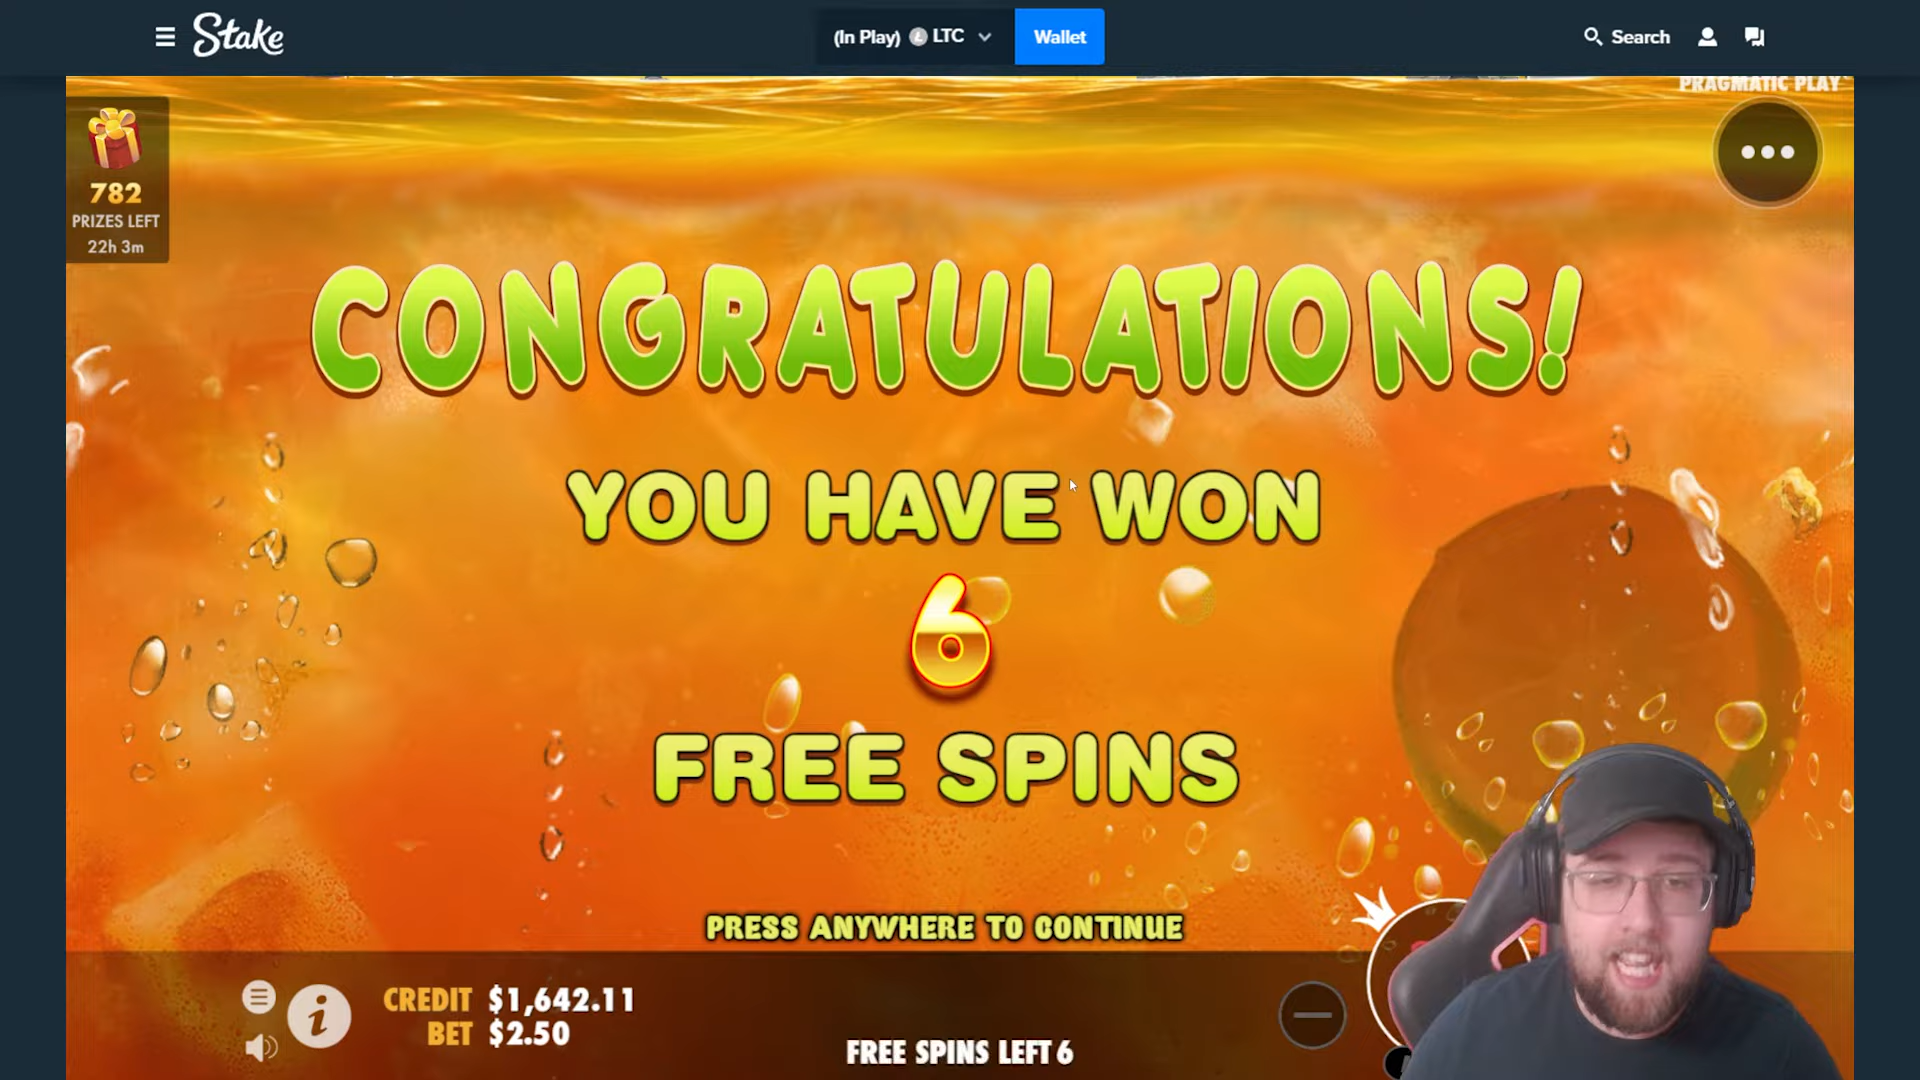 Stake
(In Play) LTC
Wallet
Search
PRAGMATIC PLAY
782
PRIZES LEFT
22h 3m
CONGRATULATIONS!
YOU HAVE WON
6
FREE SPINS
PRESS ANYWHERE TO CONTINUE
CREDIT $1,642.11
BET $2.50
FREE SPINS LEFT 6